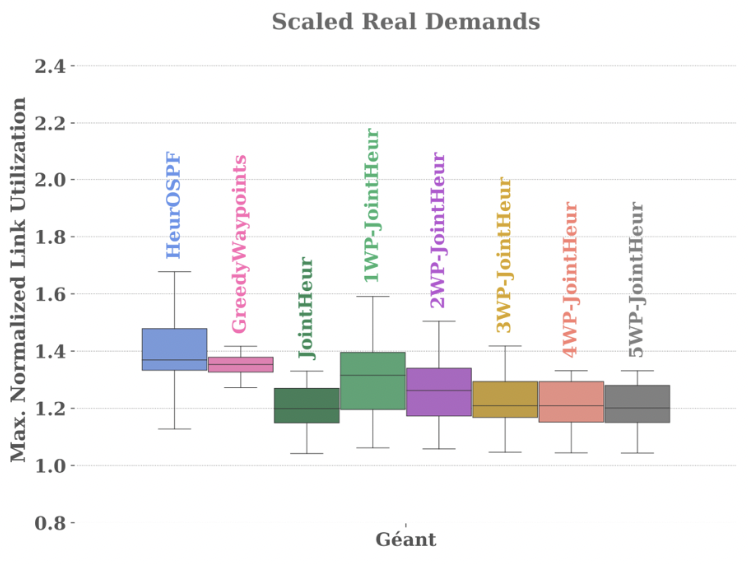 Scaled Real Demands
Max. Normalized Link Utilization
2.4
2.2
2.0
1.8
1.6
1.4
1.2
1.0
0.8
HeurOSPF
GreedyWaypoints
JointHeur
1WP-JointHeur
2WP-JointHeur
3WP-JointHeur
4WP-JointHeur
5WP-JointHeur
Géant